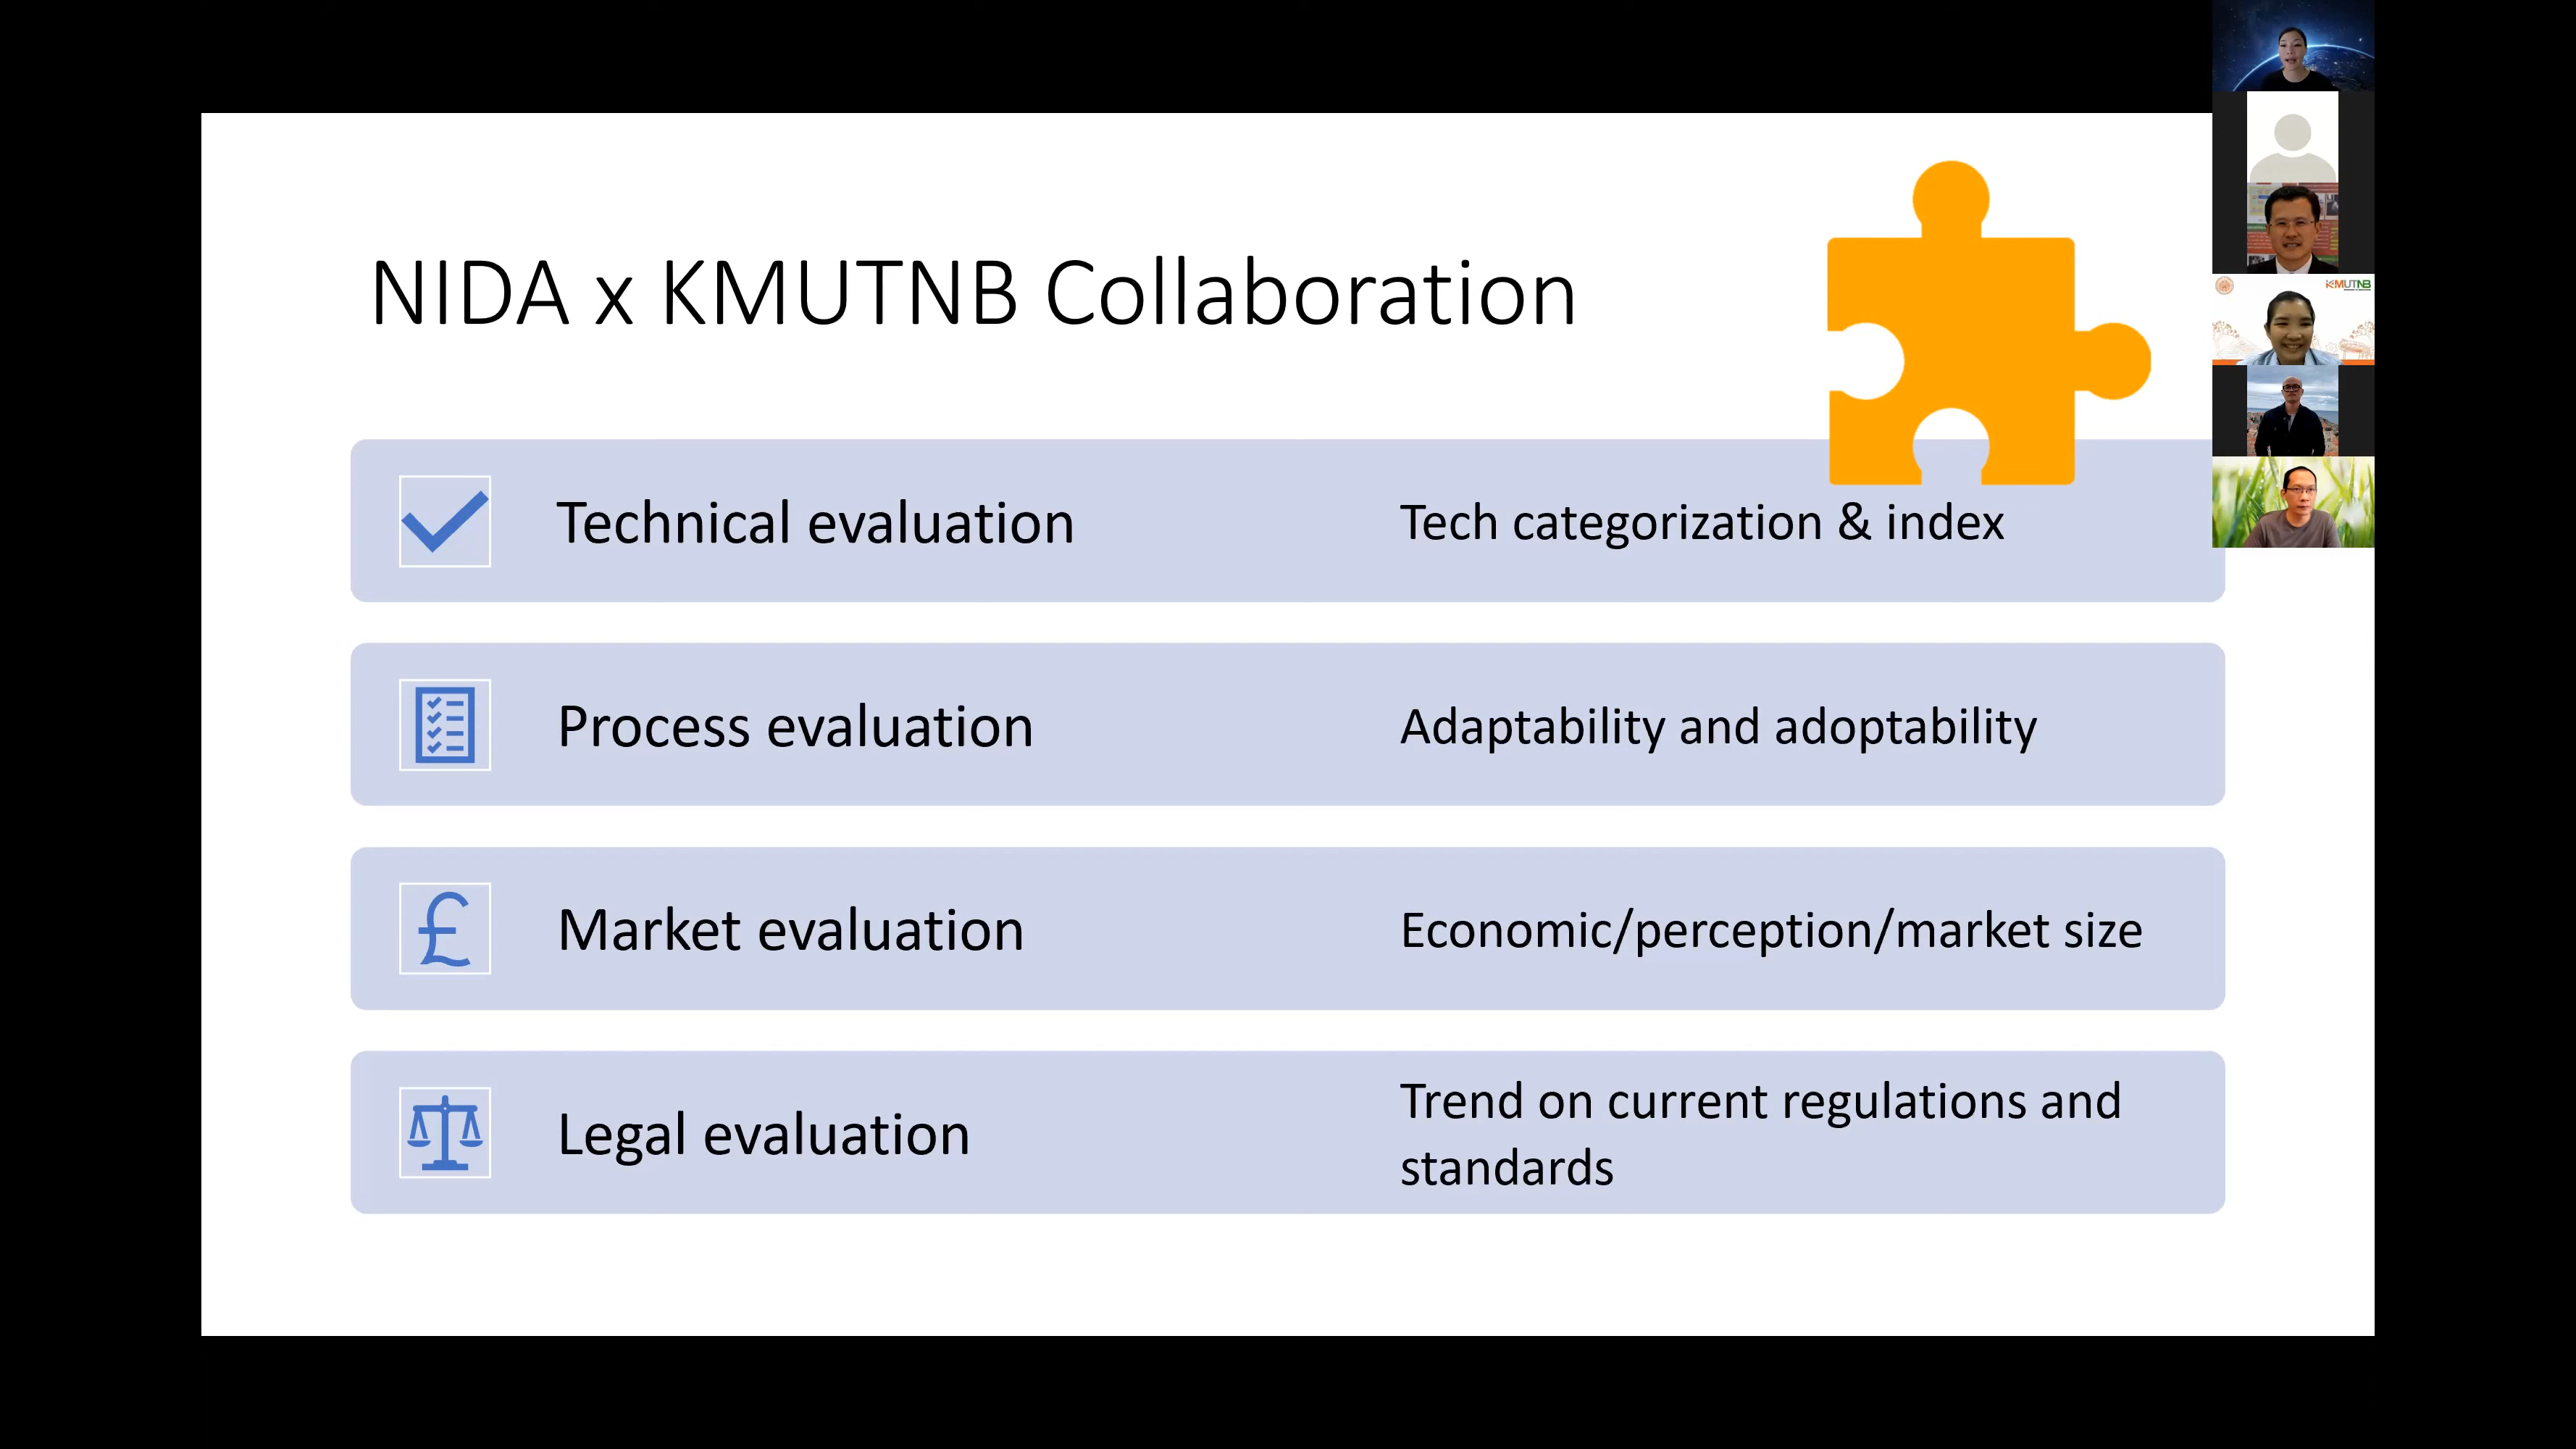 NIDA x KMUTNB Collaboration
Technical evaluation
Tech categorization & index
Process evaluation
Adaptability and adoptability
Market evaluation
Economic/perception/market size
Legal evaluation
Trend on current regulations and
standards
KMUTNB